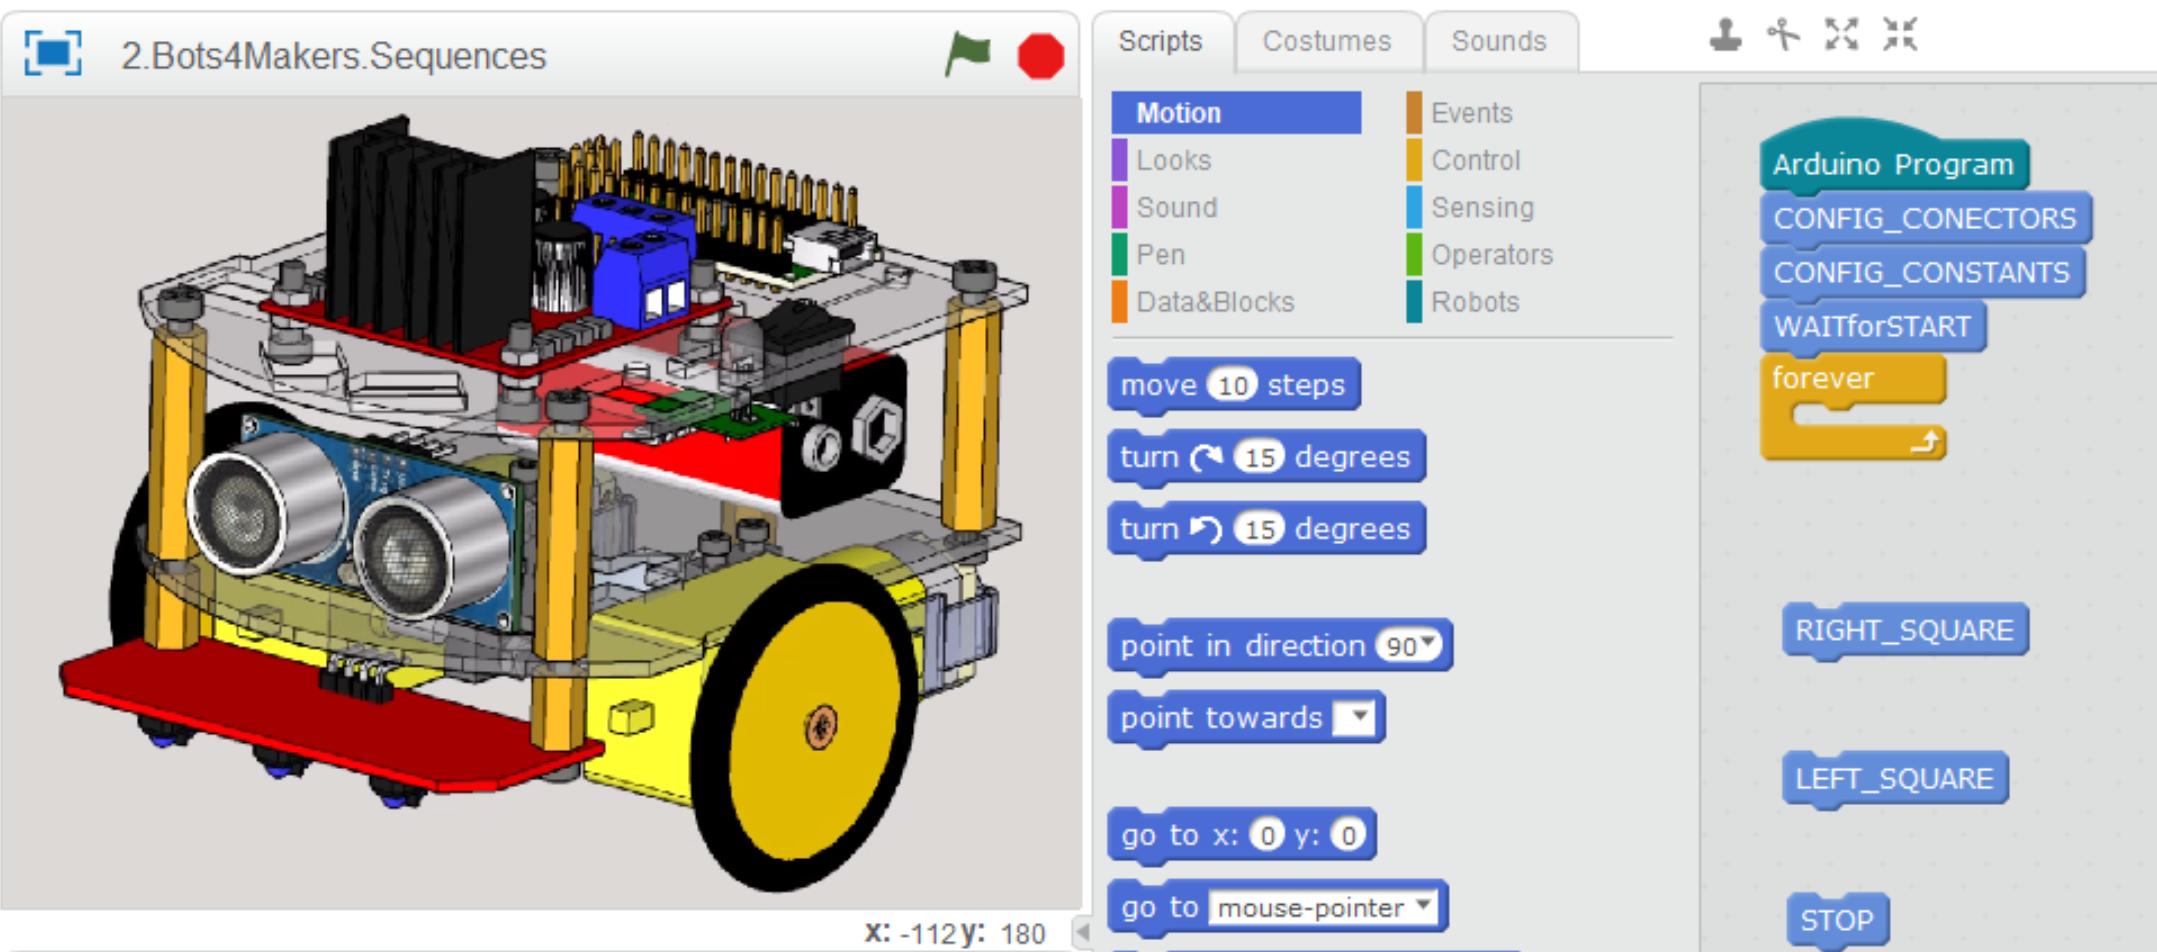 2.Bots4Makers.Sequences
x: -112 y: 180
Scripts
Costumes
Sounds
Motion
Looks
Sound
Pen
Data&Blocks
Events
Control
Sensing
Operators
Robots
move 10 steps
turn 15 degrees
turn 15 degrees
point in direction 90
point towards
go to x: 0 y: 0
go to mouse-pointer
Arduino Program
CONFIG_CONECTORS
CONFIG_CONSTANTS
WAITforSTART
forever
RIGHT_SQUARE
LEFT_SQUARE
STOP